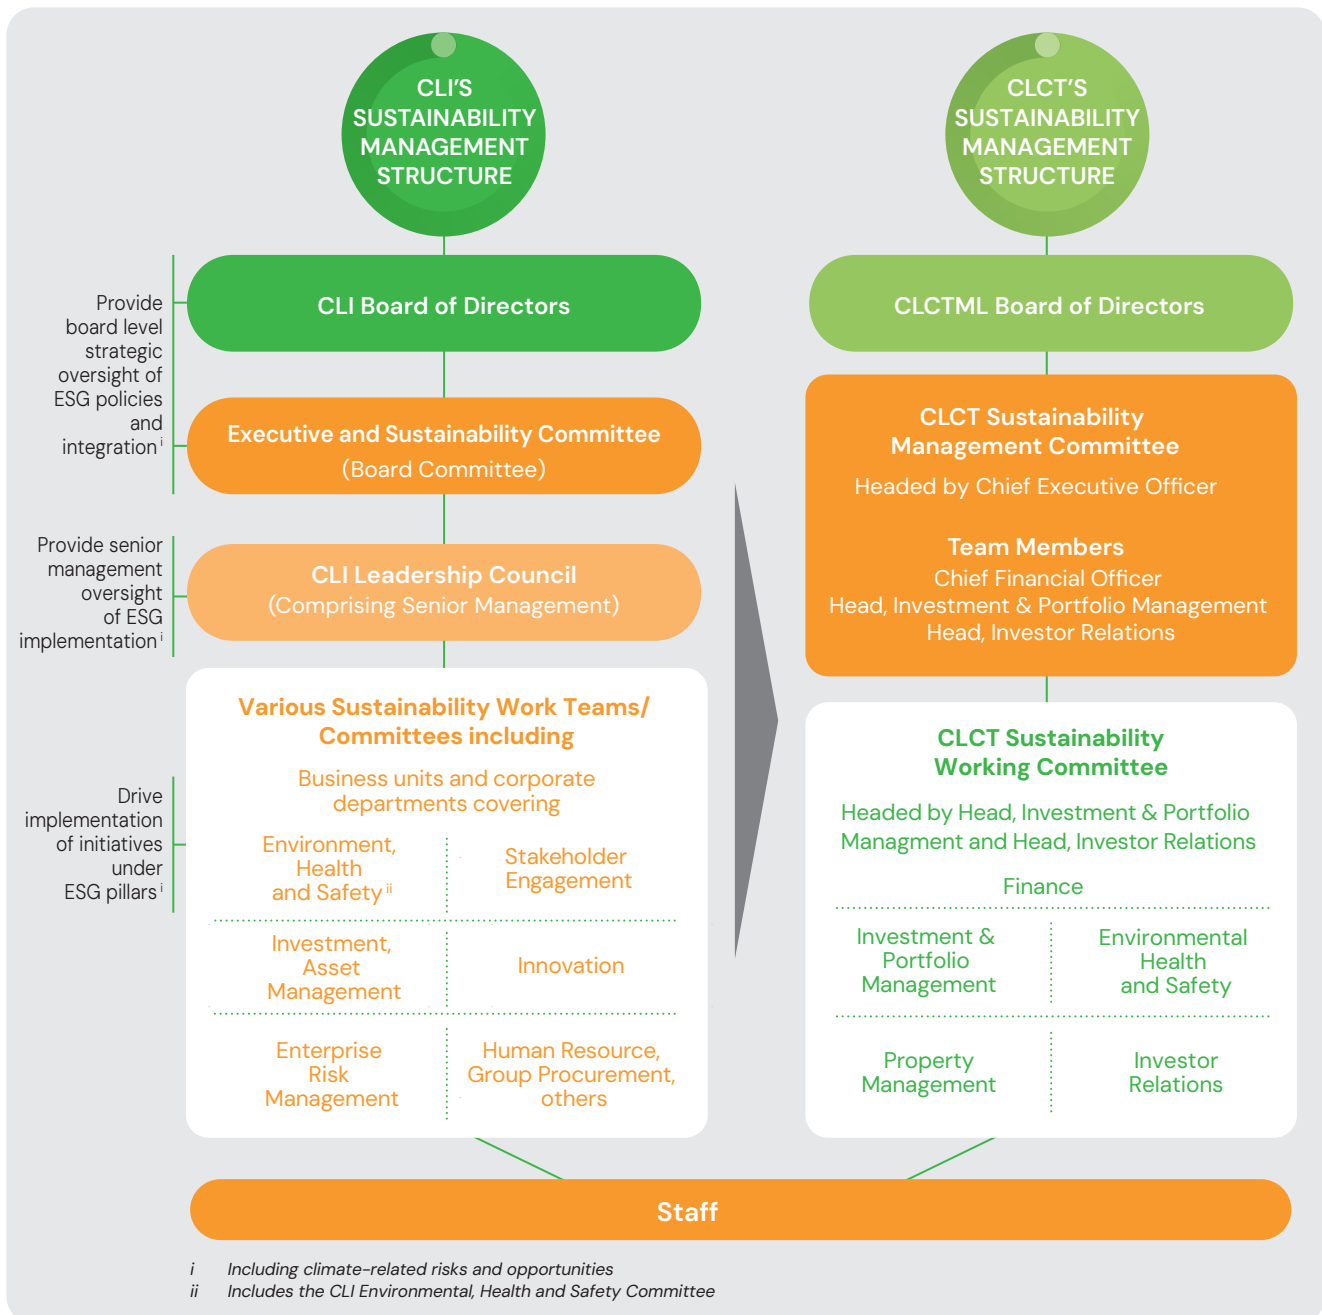 CLI'S
SUSTAINABILITY
MANAGEMENT
STRUCTURE
CLCT'S
SUSTAINABILITY
MANAGEMENT
STRUCTURE
Provide
board level
strategic
oversight of
ESG policies
and
integration i
CLI Board of Directors
Executive and Sustainability Committee
(Board Committee)
Provide senior
management
oversight
of ESG
implementation i
CLI Leadership Council
(Comprising Senior Management)
Drive
implementation
of initiatives
under
ESG pillars i
Various Sustainability Work Teams/
Committees including
Business units and corporate
departments covering
Environment,
Health
and Safety ii
Stakeholder
Engagement
Investment,
Asset
Management
Innovation
Enterprise
Risk
Management
Human Resource,
Group Procurement,
others
CLCTML Board of Directors
CLCT Sustainability
Management Committee
Headed by Chief Executive Officer
Team Members
Chief Financial Officer
Head, Investment & Portfolio Management
Head, Investor Relations
CLCT Sustainability
Working Committee
Headed by Head, Investment & Portfolio
Managment and Head, Investor Relations
Finance
Investment &
Portfolio
Management
Environmental
Health
and Safety
Property
Management
Investor
Relations
Staff
i Including climate-related risks and opportunities
ii Includes the CLI Environmental, Health and Safety Committee